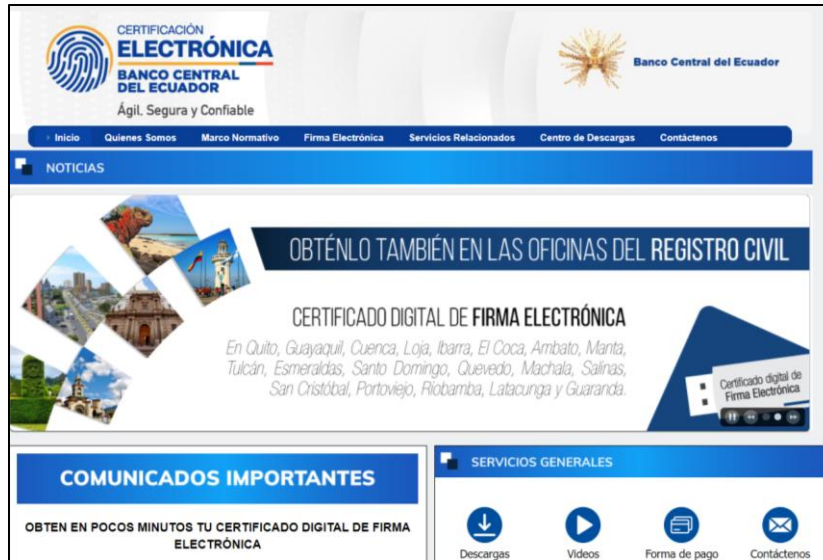 CERTIFICACIÓN
ELECTRÓNICA
BANCO CENTRAL
DEL ECUADOR
Ágil, Segura y Confiable
Banco Central del Ecuador
Inicio Quienes Somos Marco Normativo Firma Electrónica Servicios Relacionados Centro de Descargas Contáctenos
NOTICIAS
OBTÉNLO TAMBIÉN EN LAS OFICINAS DEL REGISTRO CIVIL
CERTIFICADO DIGITAL DE FIRMA ELECTRÓNICA
En Quito, Guayaquil, Cuenca, Loja, Ibarra, El Coca, Ambato, Manta,
Tulcán, Esmeraldas, Santo Domingo, Quevedo, Machala, Salinas,
San Cristóbal, Portoviejo, Riobamba, Latacunga y Guaranda.
Certificado digital de
Firma Electrónica
COMUNICADOS IMPORTANTES
OBTEN EN POCOS MINUTOS TU CERTIFICADO DIGITAL DE FIRMA
ELECTRÓNICA
SERVICIOS GENERALES
Descargas Videos Forma de pago Contáctenos